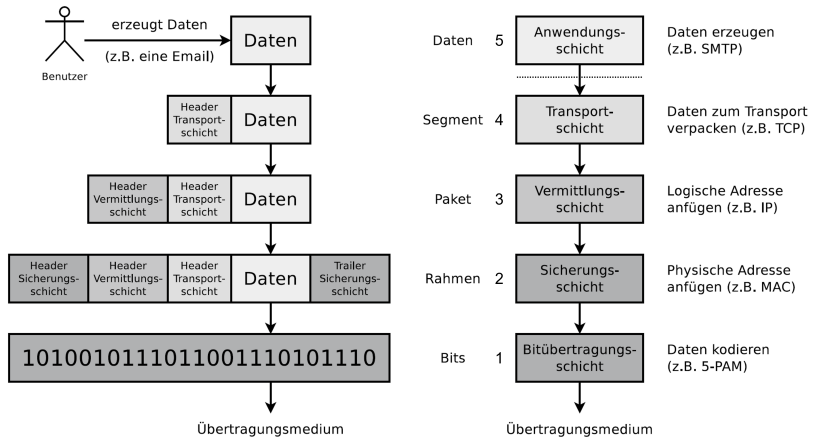 erzeugt Daten
(z.B. eine Email)
Benutzer
Daten
Header
Transport-
schicht
Daten
Header
Vermittlungs-
schicht
Header
Transport-
schicht
Daten
Header
Sicherungs-
schicht
Header
Vermittlungs-
schicht
Header
Transport-
schicht
Daten
Trailer
Sicherungs-
schicht
1010010111011001110101110
Übertragungsmedium
Daten 5 Anwendungs-
schicht
Daten erzeugen
(z.B. SMTP)
Segment 4 Transport-
schicht
Daten zum Transport
verpacken (z.B. TCP)
Paket 3 Vermittlungs-
schicht
Logische Adresse
anfügen (z.B. IP)
Rahmen 2 Sicherungs-
schicht
Physische Adresse
anfügen (z.B. MAC)
Bits 1 Bitübertragungs-
schicht
Daten kodieren
(z.B. 5-PAM)
Übertragungsmedium